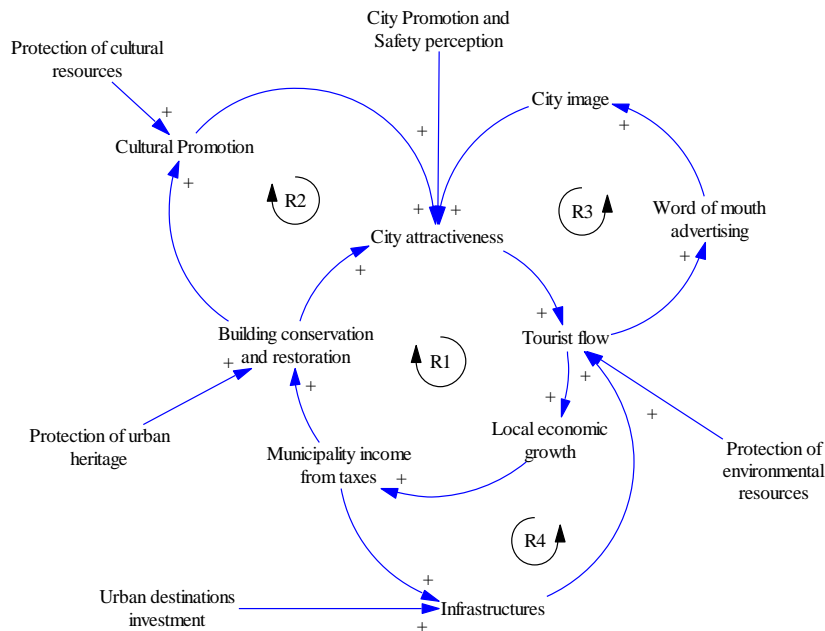 City Promotion and
Safety perception
Protection of cultural
resources
+
City image
+
+
Cultural Promotion
+
R2
R3
Word of mouth
advertising
+
+
City attractiveness
+
+
+
Building conservation
and restoration
+
Tourist flow
R1
+
+
+
Local economic
growth
Protection of urban
heritage
Municipality income
from taxes
+
+
Protection of
environmental
resources
R4
+
Urban destinations
investment
Infrastructures
+